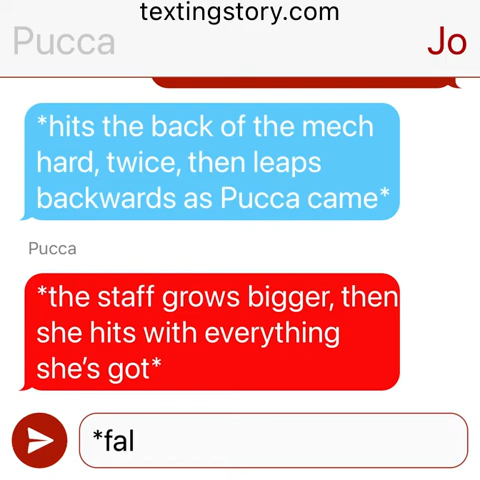 textingstory.com
Pucca
Jo
*hits the back of the mech
hard, twice, then leaps
backwards as Pucca came*
Pucca
*the staff grows bigger, then
she hits with everything
she’s got*
*fal